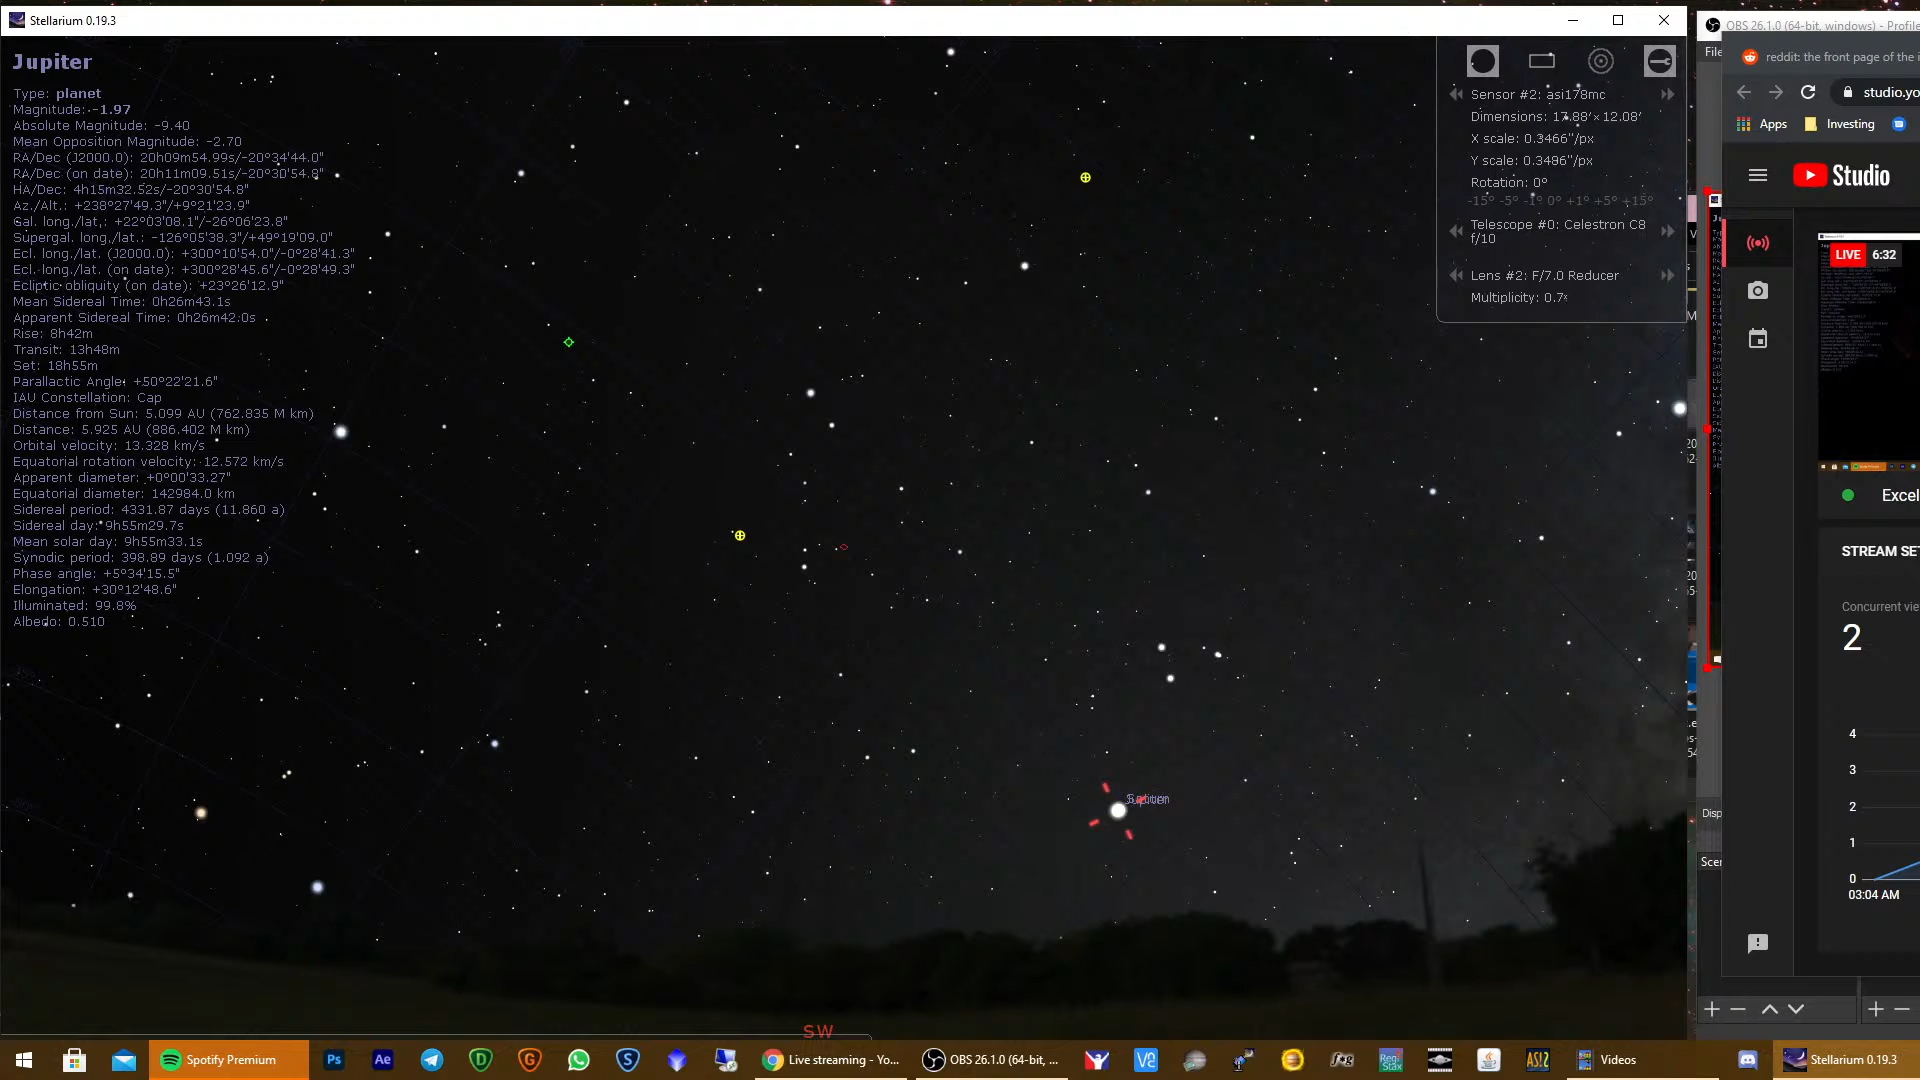 Stellarium 0.19.3
Jupiter
Type: planet
Magnitude: -1.97
Absolute Magnitude: -9.40
Mean Opposition Magnitude: -2.70
RA/Dec (J2000.0): 20h09m54.99s/-20°34'44.0"
RA/Dec (on date): 20h11m09.51s/-20°30'54.8"
HA/Dec: 4h15m32.52s/-20°30'54.8"
Az./Alt.: +238°27'49.3"/+9°21'23.9"
Gal. long./lat.: +22°03'08.1"/-26°06'23.8"
Supergal. long./lat.: -126°05'38.3"/+49°19'09.0"
Ecl. long./lat. (J2000.0): +300°10'54.0"/-0°28'41.3"
Ecl. long./lat. (on date): +300°28'45.6"/-0°28'49.3"
Ecliptic obliquity (on date): +23°26'12.9"
Mean Sidereal Time: 0h26m43.1s
Apparent Sidereal Time: 0h26m42.0s
Rise: 8h42m
Transit: 13h48m
Set: 18h55m
Parallactic Angle: +50°22'21.6"
IAU Constellation: Cap
Distance from Sun: 5.099 AU (762.835 M km)
Distance: 5.925 AU (886.402 M km)
Orbital velocity: 13.328 km/s
Equatorial rotation velocity: 12.572 km/s
Apparent diameter: +0°00'33.27"
Equatorial diameter: 142984.0 km
Sidereal period: 4331.87 days (11.860 a)
Sidereal day: 9h55m29.7s
Mean solar day: 9h55m33.1s
Synodic period: 398.89 days (1.092 a)
Phase angle: +5°34'15.5"
Elongation: +30°12'48.6"
Illuminated: 99.8%
Albedo: 0.510
Sensor #2: asi178mc
Dimensions: 17.88'×12.08'
X scale: 0.3466"/px
Y scale: 0.3486"/px
Rotation: 0°
-15° -5° -1° 0° +1° +5° +15°
Telescope #0: Celestron C8
f/10
Lens #2: F/7.0 Reducer
Multiplicity: 0.7×
SW
OBS 26.1.0 (64-bit, windows) - Profile
File
reddit: the front page of the i
studio.yo
Apps
Investing
Studio
LIVE 6:32
Excel
STREAM SET
Concurrent vie
2
4
3
2
1
0
03:04 AM
Disp
Scen
Spotify Premium
Ps
Ae
Live streaming - Yo...
OBS 26.1.0 (64-bit, ...
Videos
Stellarium 0.19.3